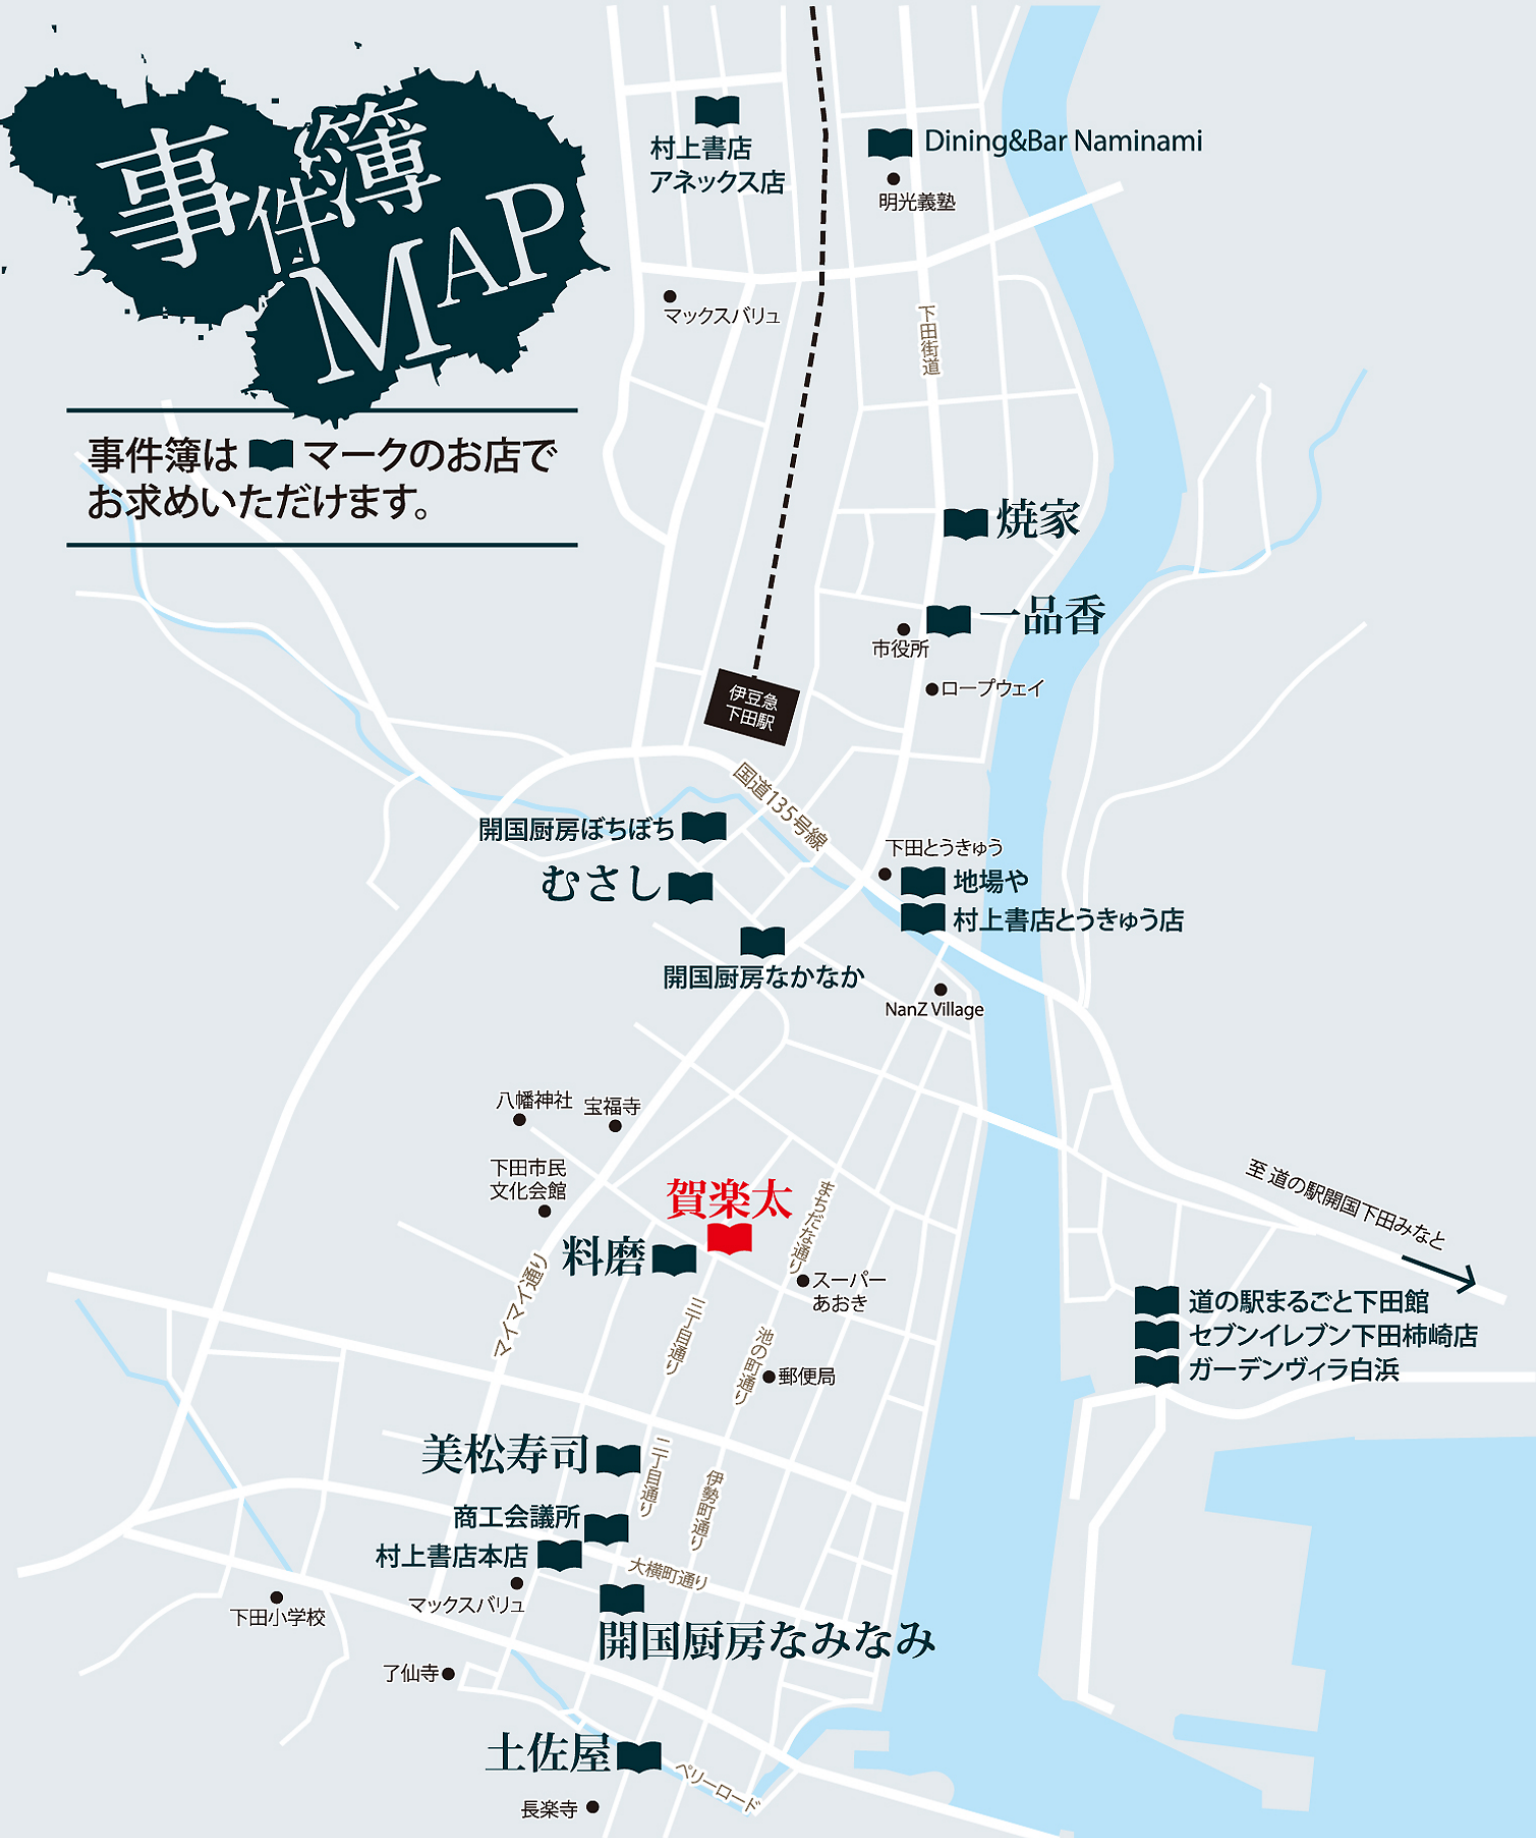 事件簿
MAP
事件簿は マークのお店で
お求めいただけます。
村上書店
アネックス店
Dining&Bar Naminami
明光義塾
マックスバリュ
下田街道
焼家
一品香
市役所
ロープウェイ
伊豆急
下田駅
国道135号線
開国厨房ぼちぼち
むさし
下田とうきゅう
地場や
村上書店とうきゅう店
開国厨房なかなか
NanZ Village
八幡神社
宝福寺
下田市民
文化会館
賀楽太
料磨
まちだな通り
至 道の駅開国下田みなと
マイマイ通り
スーパー
あおき
三丁目通り
池の町通り
郵便局
道の駅まるごと下田館
セブンイレブン下田柿崎店
ガーデンヴィラ白浜
美松寿司
二丁目通り
伊勢町通り
商工会議所
村上書店本店
大横町通り
マックスバリュ
下田小学校
開国厨房なみなみ
了仙寺
土佐屋
ペリーロード
長楽寺